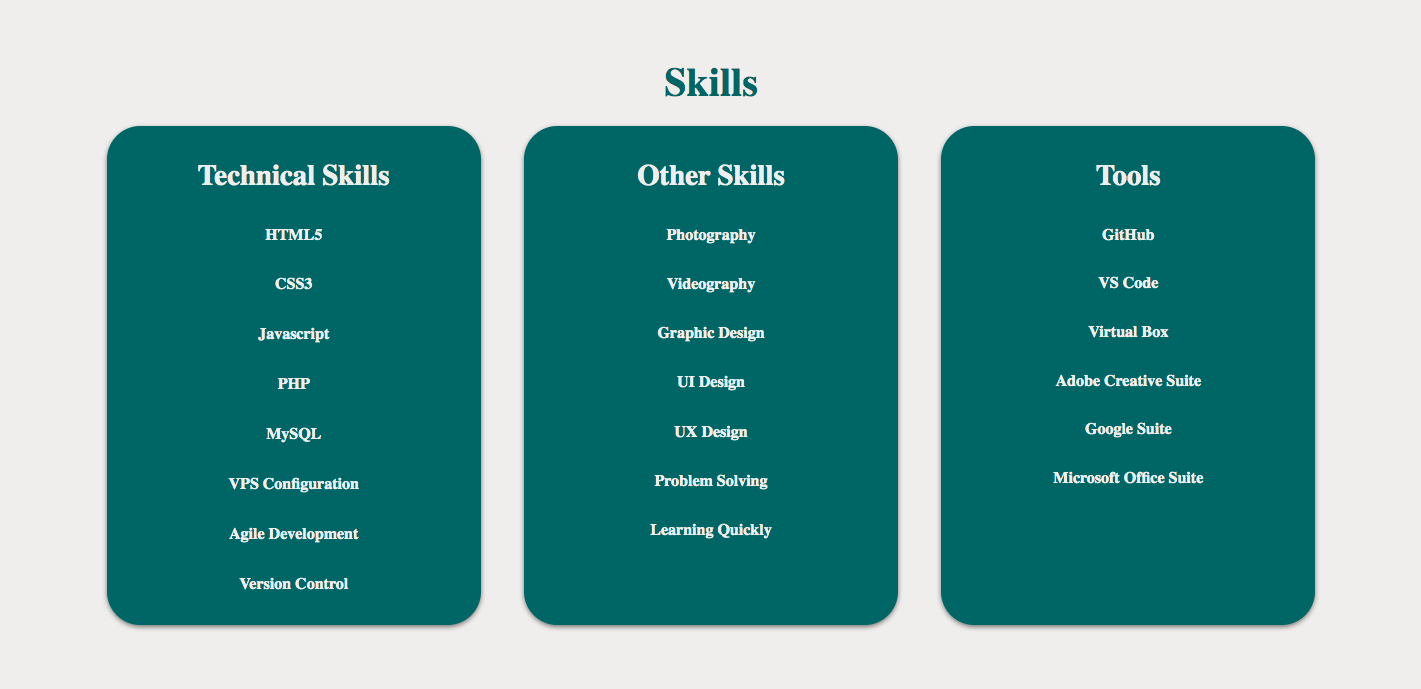 Skills
Technical Skills
HTML5
CSS3
Javascript
PHP
MySQL
VPS Configuration
Agile Development
Version Control
Other Skills
Photography
Videography
Graphic Design
UI Design
UX Design
Problem Solving
Learning Quickly
Tools
GitHub
VS Code
Virtual Box
Adobe Creative Suite
Google Suite
Microsoft Office Suite